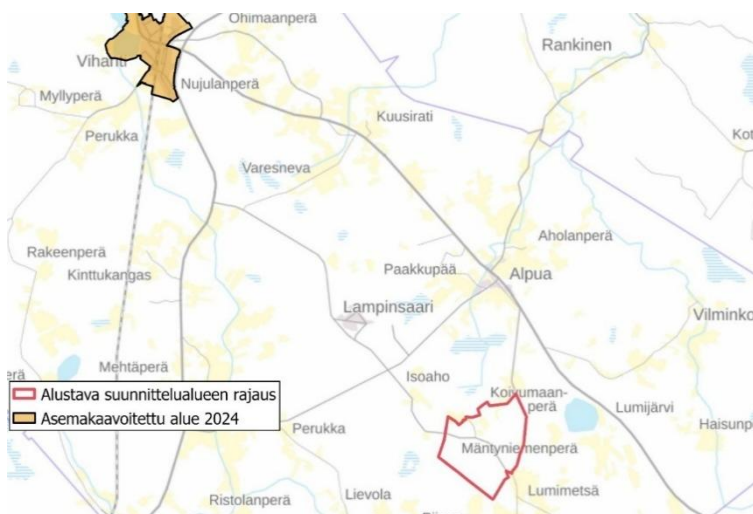 Ohimaanperä
Rankinen
Vihanti
Nujulanperä
Myllyperä
Kuusirati
Perukka
Kot
Varesneva
Aholanperä
Rakeenperä
Paakkupää
Kinttukangas
Alpua
Lampinsaari
Vilminko
Mehtäperä
erä
Isoaho
Alustava suunnittelualueen rajaus
Koivumaan-
perä
Lumijärvi
Asemakaavoitettu alue 2024
Haisunp
Perukka
Mäntyniemenperä
Lievola
Lumimetsä
Ristolanperä